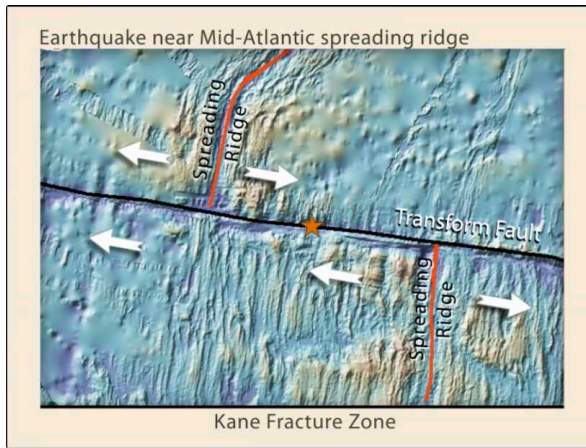 Earthquake near Mid-Atlantic spreading ridge
Spreading
Ridge
Transform Fault
Spreading
Ridge
Kane Fracture Zone